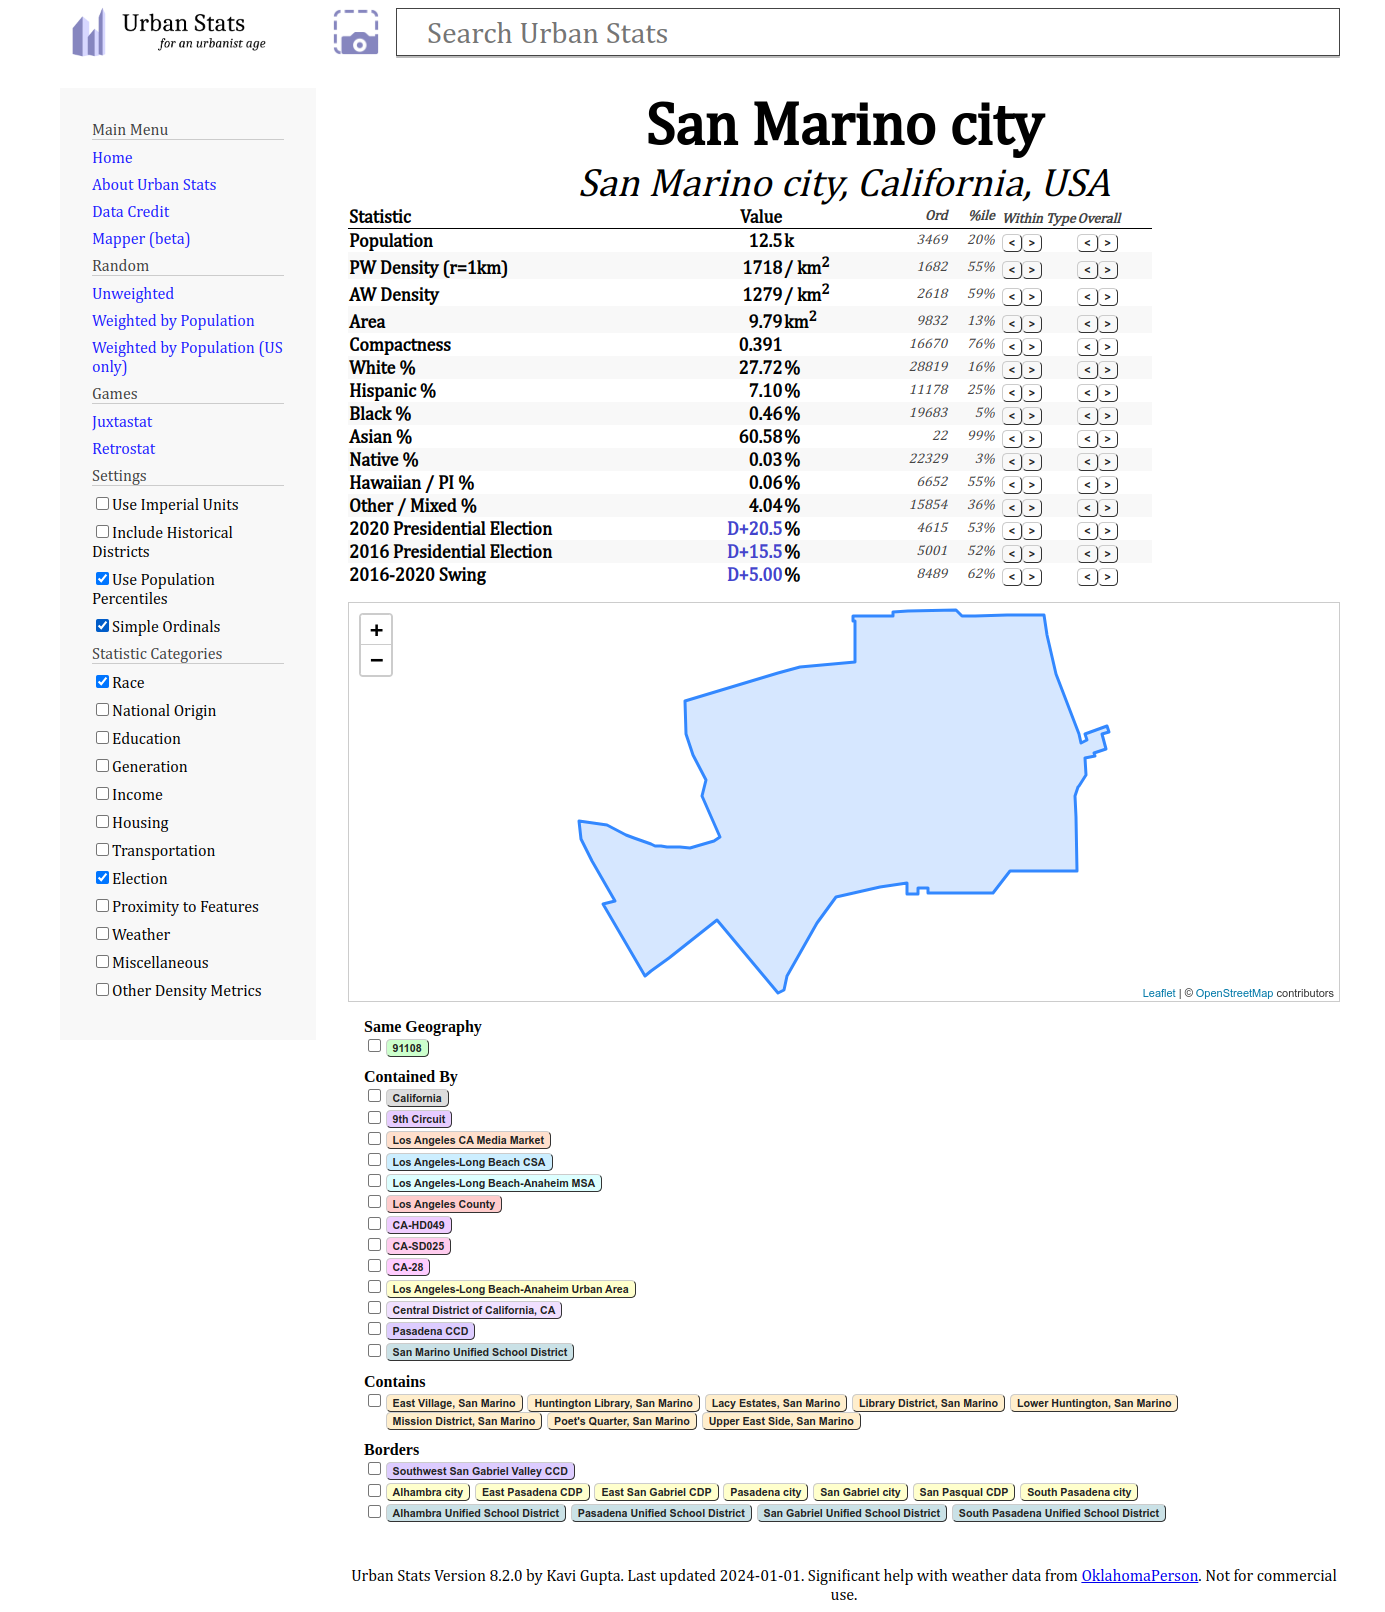 Urban Stats
for an urbanist age
Search Urban Stats
Main Menu
Home
About Urban Stats
Data Credit
Mapper (beta)
Random
Unweighted
Weighted by Population
Weighted by Population (US
only)
Games
Juxtastat
Retrostat
Settings
Use Imperial Units
Include Historical
Districts
Use Population
Percentiles
Simple Ordinals
Statistic Categories
Race
National Origin
Education
Generation
Income
Housing
Transportation
Election
Proximity to Features
Weather
Miscellaneous
Other Density Metrics
San Marino city
San Marino city, California, USA
Statistic Value Ord %ile Within Type Overall
Population 12.5 k 3469 20% < > < >
PW Density (r=1km) 1718 / km² 1682 55% < > < >
AW Density 1279 / km² 2618 59% < > < >
Area 9.79 km² 9832 13% < > < >
Compactness 0.391 16670 76% < > < >
White % 27.72 % 28819 16% < > < >
Hispanic % 7.10 % 11178 25% < > < >
Black % 0.46 % 19683 5% < > < >
Asian % 60.58 % 22 99% < > < >
Native % 0.03 % 22329 3% < > < >
Hawaiian / PI % 0.06 % 6652 55% < > < >
Other / Mixed % 4.04 % 15854 36% < > < >
2020 Presidential Election D+20.5 % 4615 53% < > < >
2016 Presidential Election D+15.5 % 5001 52% < > < >
2016-2020 Swing D+5.00 % 8489 62% < > < >
+
−
Leaflet | © OpenStreetMap contributors
Same Geography
91108
Contained By
California
9th Circuit
Los Angeles CA Media Market
Los Angeles-Long Beach CSA
Los Angeles-Long Beach-Anaheim MSA
Los Angeles County
CA-HD049
CA-SD025
CA-28
Los Angeles-Long Beach-Anaheim Urban Area
Central District of California, CA
Pasadena CCD
San Marino Unified School District
Contains
East Village, San Marino Huntington Library, San Marino Lacy Estates, San Marino Library District, San Marino Lower Huntington, San Marino
Mission District, San Marino Poet's Quarter, San Marino Upper East Side, San Marino
Borders
Southwest San Gabriel Valley CCD
Alhambra city East Pasadena CDP East San Gabriel CDP Pasadena city San Gabriel city San Pasqual CDP South Pasadena city
Alhambra Unified School District Pasadena Unified School District San Gabriel Unified School District South Pasadena Unified School District
Urban Stats Version 8.2.0 by Kavi Gupta. Last updated 2024-01-01. Significant help with weather data from OklahomaPerson. Not for commercial
use.